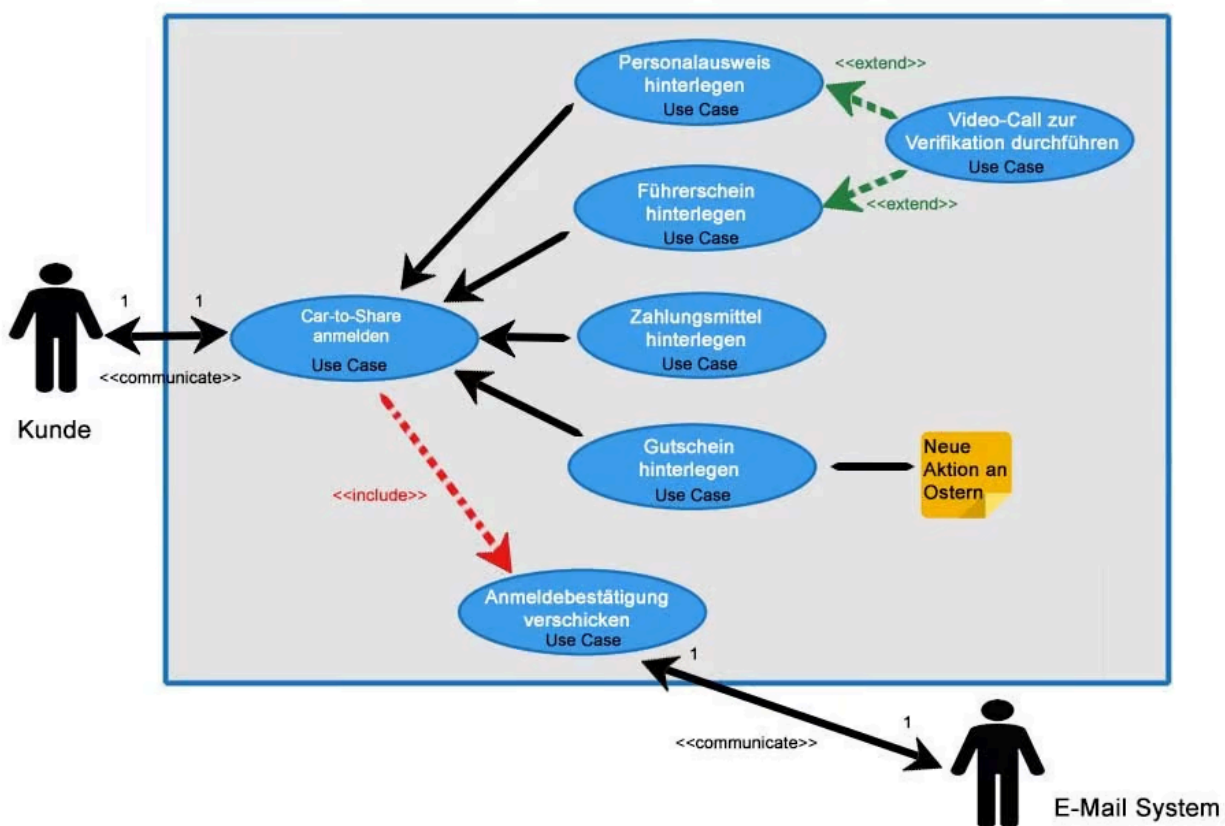 Personalausweis
hinterlegen
Use Case
<<extend>>
Video-Call zur
Verifikation durchführen
Use Case
Führerschein
hinterlegen
Use Case
<<extend>>
1
1
Car-to-Share
anmelden
Use Case
<<communicate>>
Kunde
Zahlungsmittel
hinterlegen
Use Case
Gutschein
hinterlegen
Use Case
Neue
Aktion an
Ostern
<<include>>
Anmeldebestätigung
verschicken
Use Case
1
1
<<communicate>>
E-Mail System